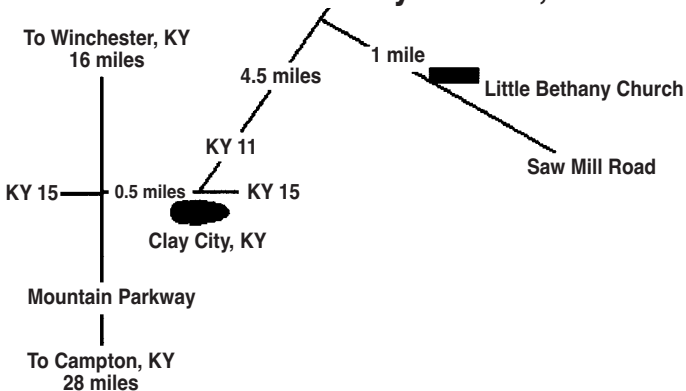 To Winchester, KY
16 miles
1 mile
4.5 miles
Little Bethany Church
KY 11
Saw Mill Road
KY 15
0.5 miles
KY 15
Clay City, KY
Mountain Parkway
To Campton, KY
28 miles